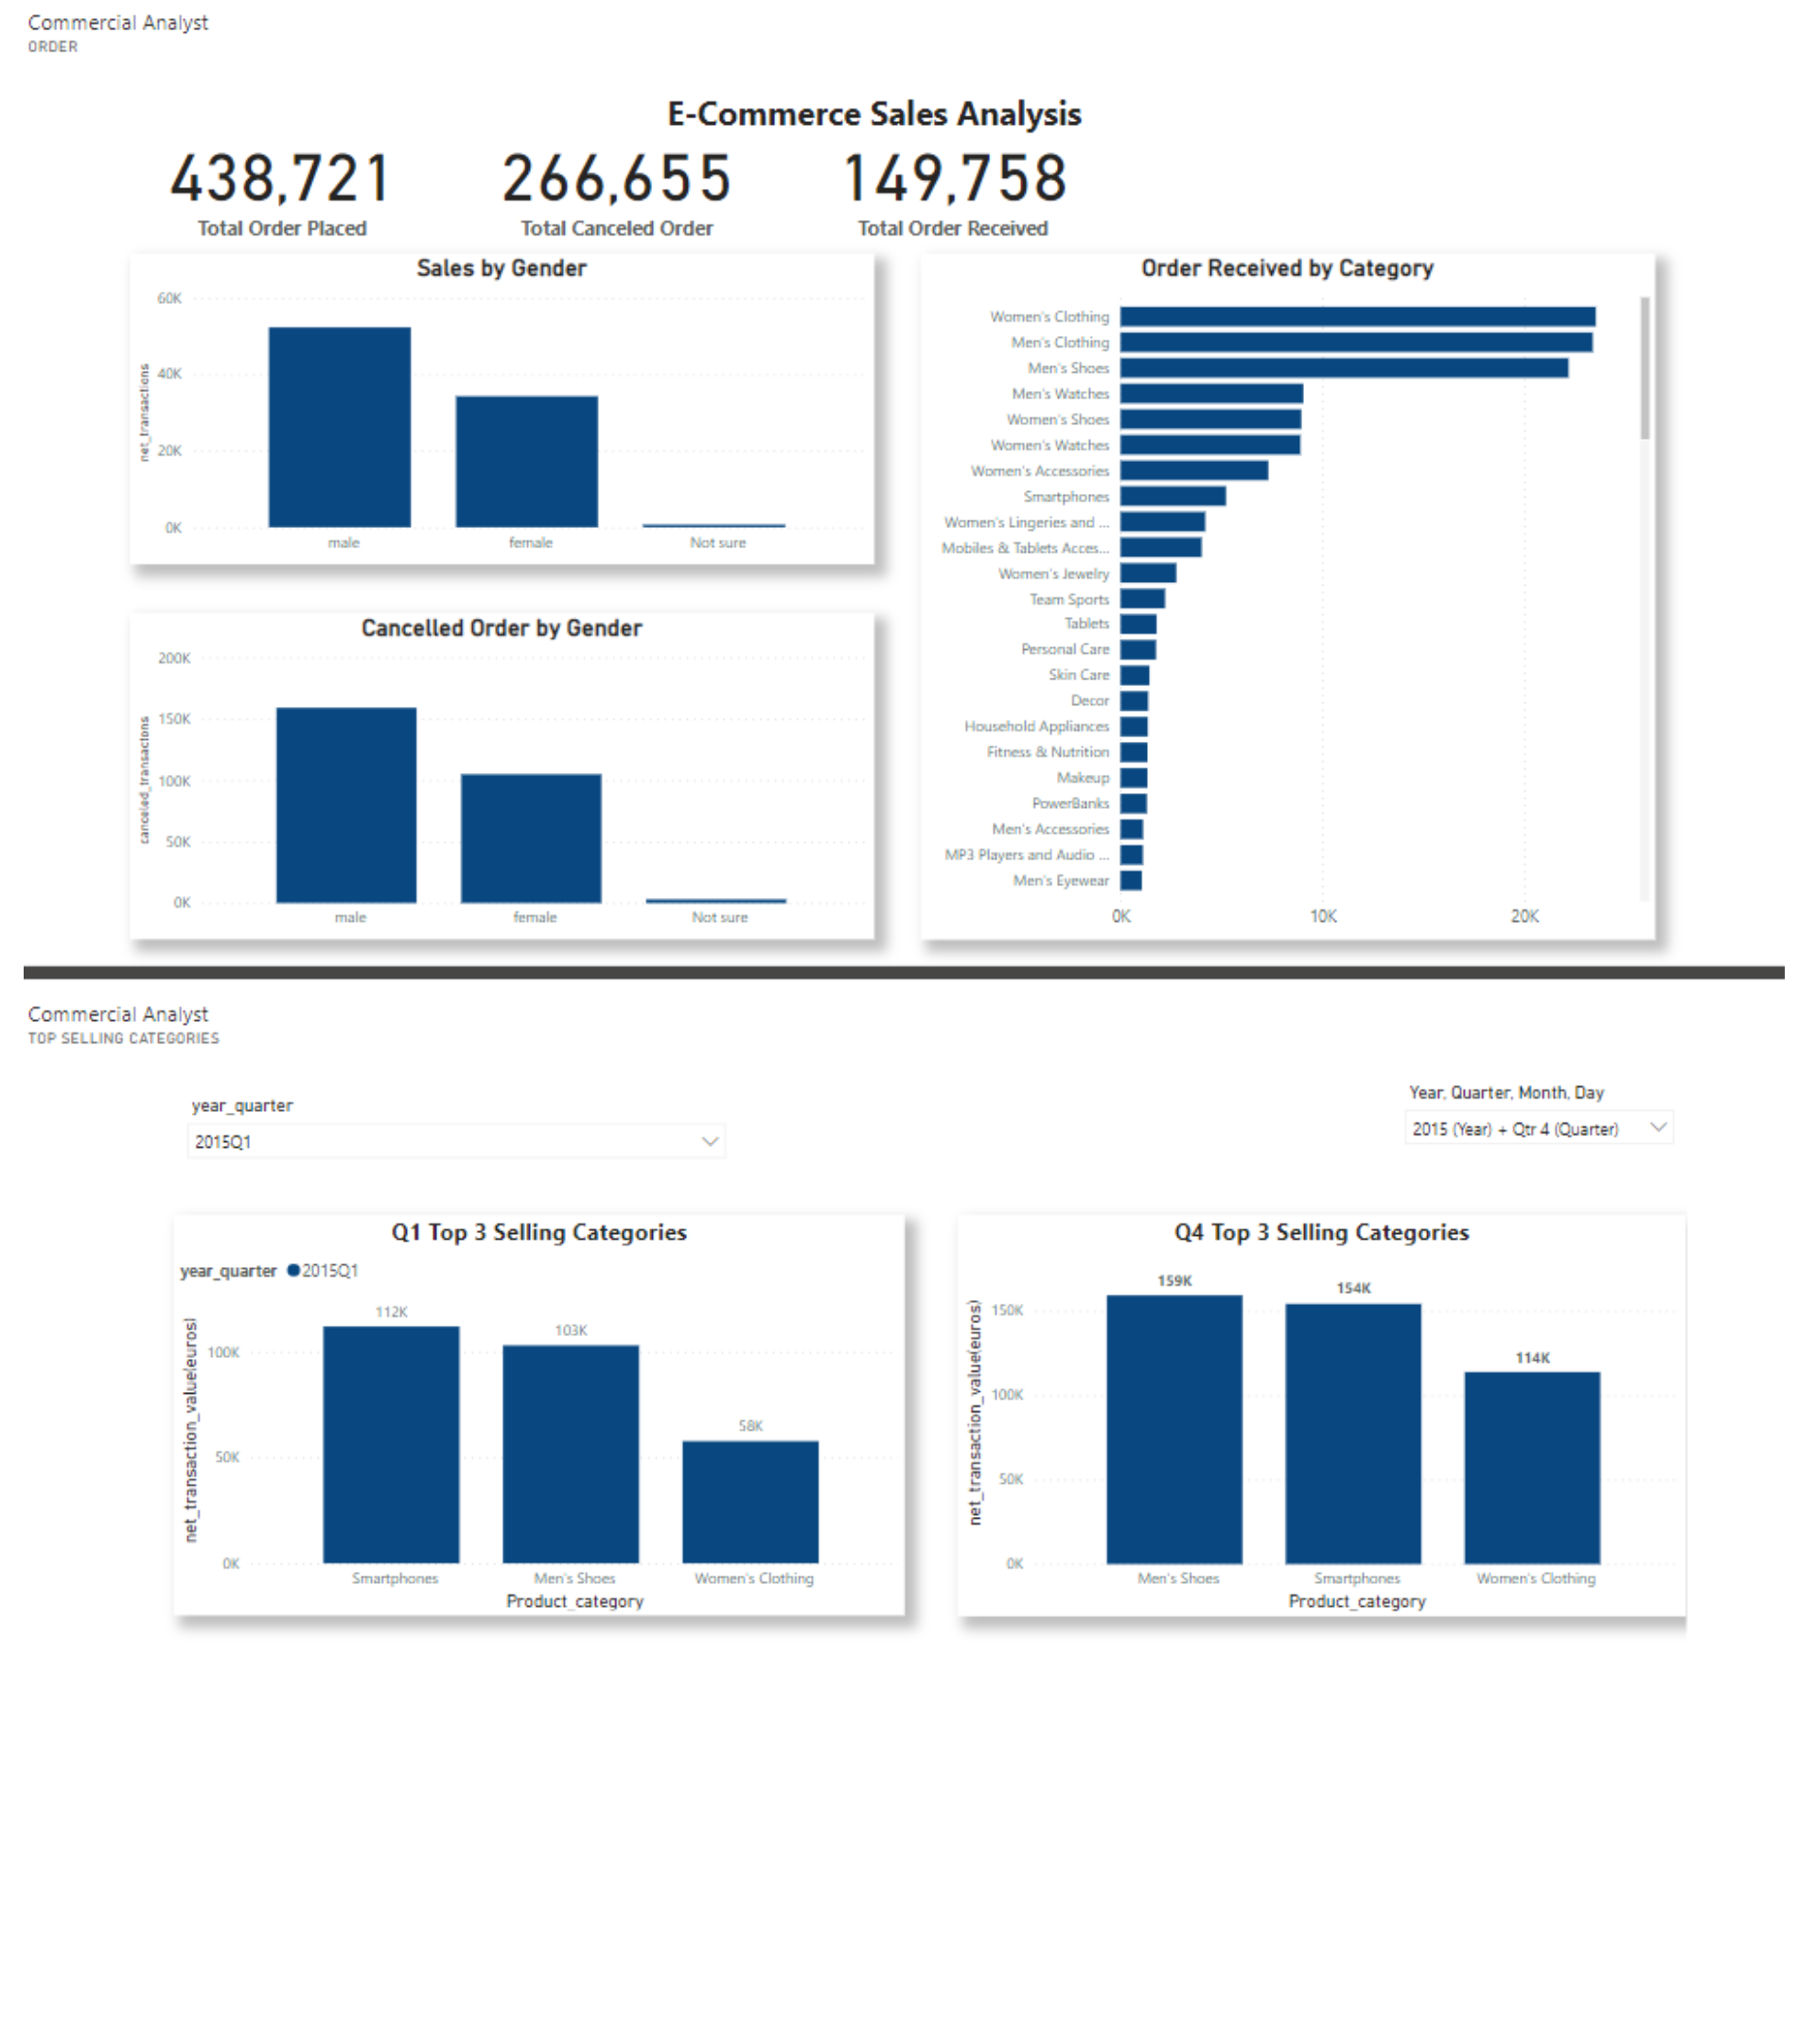 Commercial Analyst
ORDER
E-Commerce Sales Analysis
438,721
Total Order Placed
266,655
Total Canceled Order
149,758
Total Order Received
Sales by Gender
net_transactions
60K
40K
20K
0K
male
female
Not sure
Cancelled Order by Gender
canceled_transactons
200K
150K
100K
50K
0K
male
female
Not sure
Order Received by Category
Women's Clothing
Men's Clothing
Men's Shoes
Men's Watches
Women's Shoes
Women's Watches
Women's Accessories
Smartphones
Women's Lingeries and ...
Mobiles & Tablets Acces...
Women's Jewelry
Team Sports
Tablets
Personal Care
Skin Care
Decor
Household Appliances
Fitness & Nutrition
Makeup
PowerBanks
Men's Accessories
MP3 Players and Audio ...
Men's Eyewear
0K
10K
20K
Commercial Analyst
TOP SELLING CATEGORIES
year_quarter
2015Q1
Year, Quarter, Month, Day
2015 (Year) + Qtr 4 (Quarter)
Q1 Top 3 Selling Categories
year_quarter 2015Q1
net_transaction_value(euros)
100K
50K
0K
112K
103K
58K
Smartphones
Men's Shoes
Women's Clothing
Product_category
Q4 Top 3 Selling Categories
net_transaction_value(euros)
150K
100K
50K
0K
159K
154K
114K
Men's Shoes
Smartphones
Women's Clothing
Product_category